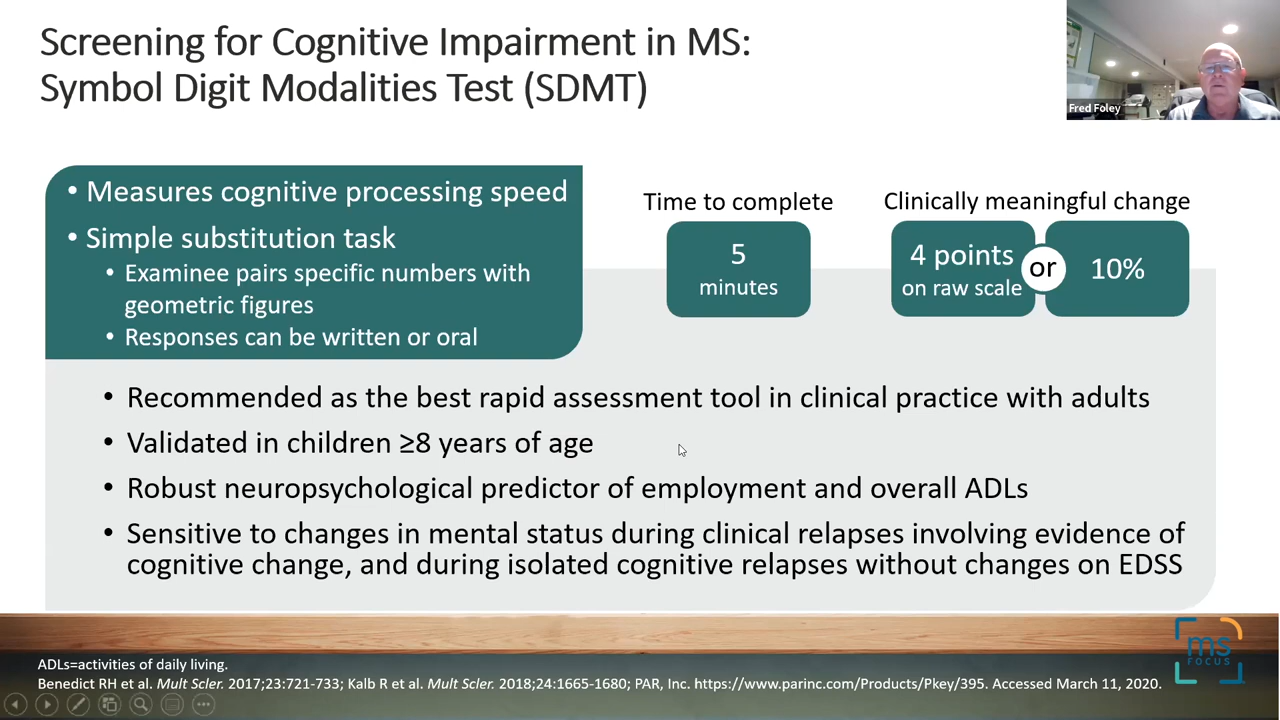 Screening for Cognitive Impairment in MS:
Symbol Digit Modalities Test (SDMT)
Fred Foley
• Measures cognitive processing speed
• Simple substitution task
• Examinee pairs specific numbers with
geometric figures
• Responses can be written or oral
Time to complete
5
minutes
Clinically meaningful change
4 points
on raw scale
or
10%
• Recommended as the best rapid assessment tool in clinical practice with adults
• Validated in children ≥8 years of age
• Robust neuropsychological predictor of employment and overall ADLs
• Sensitive to changes in mental status during clinical relapses involving evidence of
cognitive change, and during isolated cognitive relapses without changes on EDSS
ms
FOCUS
ADLs=activities of daily living.
Benedict RH et al. Mult Scler. 2017;23:721-733; Kalb R et al. Mult Scler. 2018;24:1665-1680; PAR, Inc. https://www.parinc.com/Products/Pkey/395. Accessed March 11, 2020.